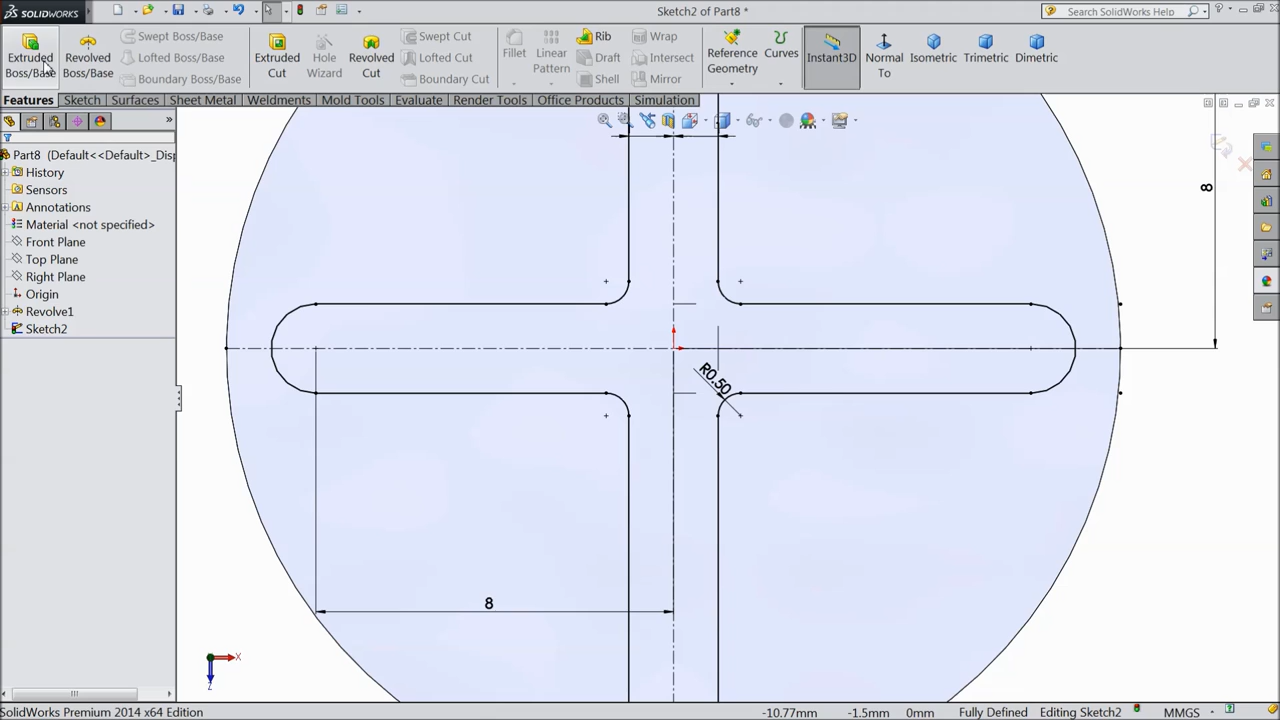 SOLIDWORKS
Sketch2 of Part8 *
Search SolidWorks Help
Extruded Boss/Base
Revolved Boss/Base
Swept Boss/Base
Lofted Boss/Base
Boundary Boss/Base
Extruded Cut
Hole Wizard
Revolved Cut
Swept Cut
Lofted Cut
Boundary Cut
Fillet
Linear Pattern
Rib
Draft
Shell
Wrap
Intersect
Mirror
Reference Geometry
Curves
Instant3D
Normal To
Isometric
Trimetric
Dimetric
Features Sketch Surfaces Sheet Metal Weldments Mold Tools Evaluate Render Tools Office Products Simulation
Part8 (Default<<Default>_Disp
History
Sensors
Annotations
Material <not specified>
Front Plane
Top Plane
Right Plane
Origin
Revolve1
Sketch2
8
R0.50
8
X
Z
SolidWorks Premium 2014 x64 Edition -10.77mm -1.5mm 0mm Fully Defined Editing Sketch2 MMGS